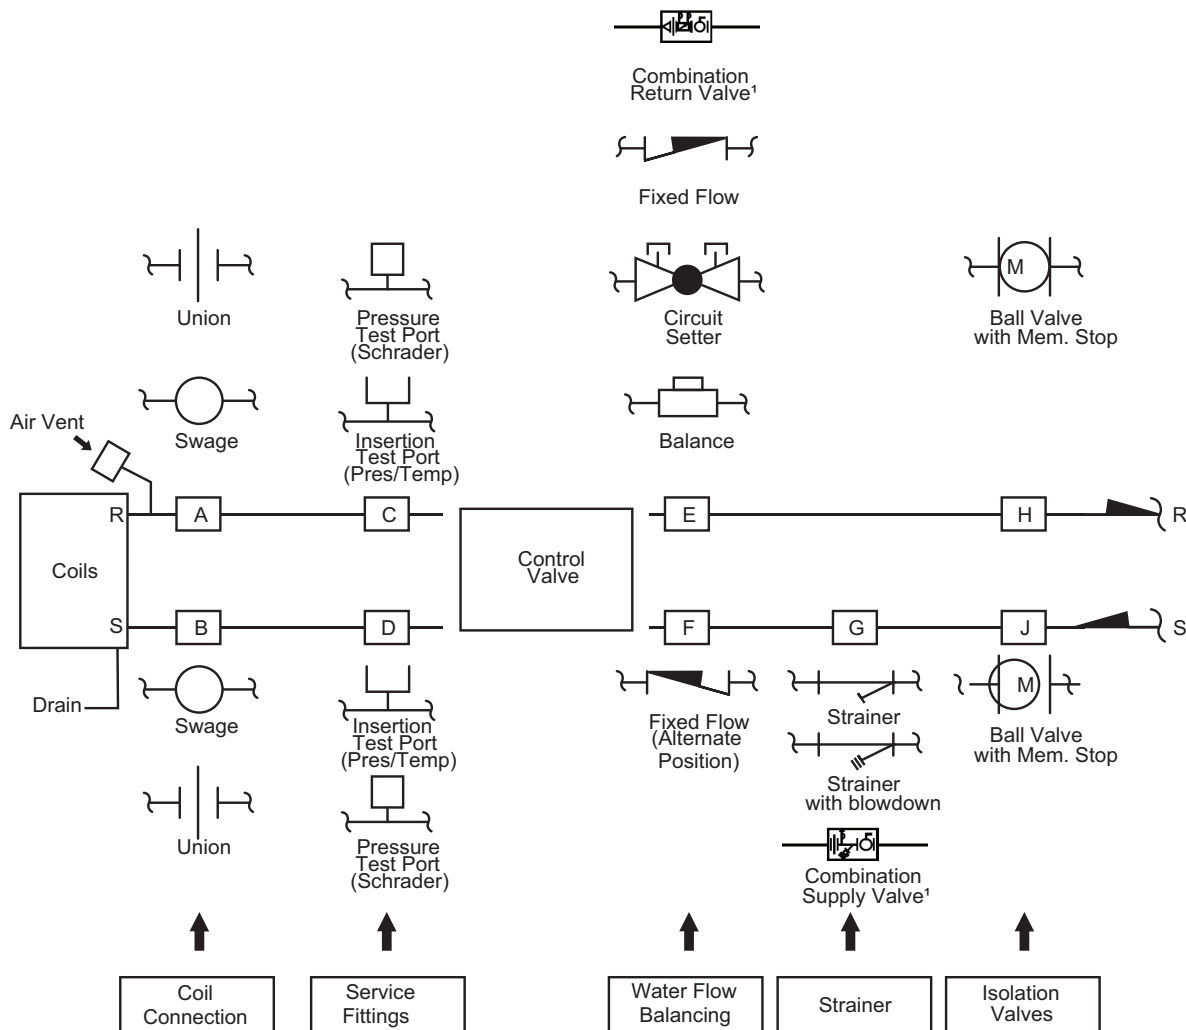 Combination
Return Valve¹
Fixed Flow
Union
Pressure
Test Port
(Schrader)
Circuit
Setter
M
Ball Valve
with Mem. Stop
Air Vent
Swage
Insertion
Test Port
(Pres/Temp)
Balance
R
A
C
E
H
R
Coils
Control
Valve
S
B
D
F
G
J
S
Drain
Swage
Insertion
Test Port
(Pres/Temp)
Fixed Flow
(Alternate
Position)
Strainer
M
Ball Valve
with Mem. Stop
Strainer
with blowdown
Union
Pressure
Test Port
(Schrader)
Combination
Supply Valve¹
Coil
Connection
Service
Fittings
Water Flow
Balancing
Strainer
Isolation
Valves